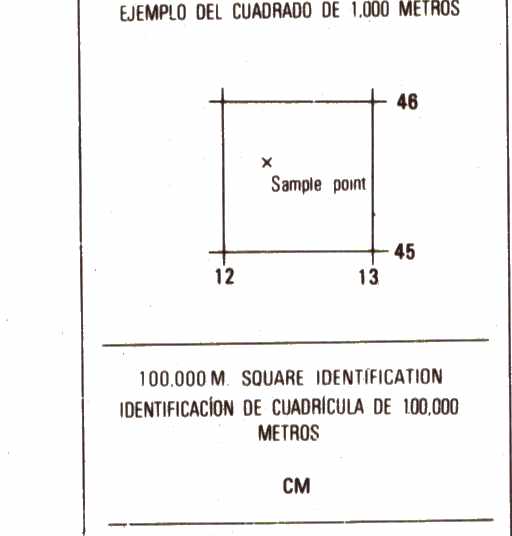 EJEMPLO DEL CUADRADO DE 1,000 METROS
46
×
Sample point
45
12 13
100,000 M. SQUARE IDENTIFICATION
IDENTIFICACÍON DE CUADRÍCULA DE 100,000
METROS
CM